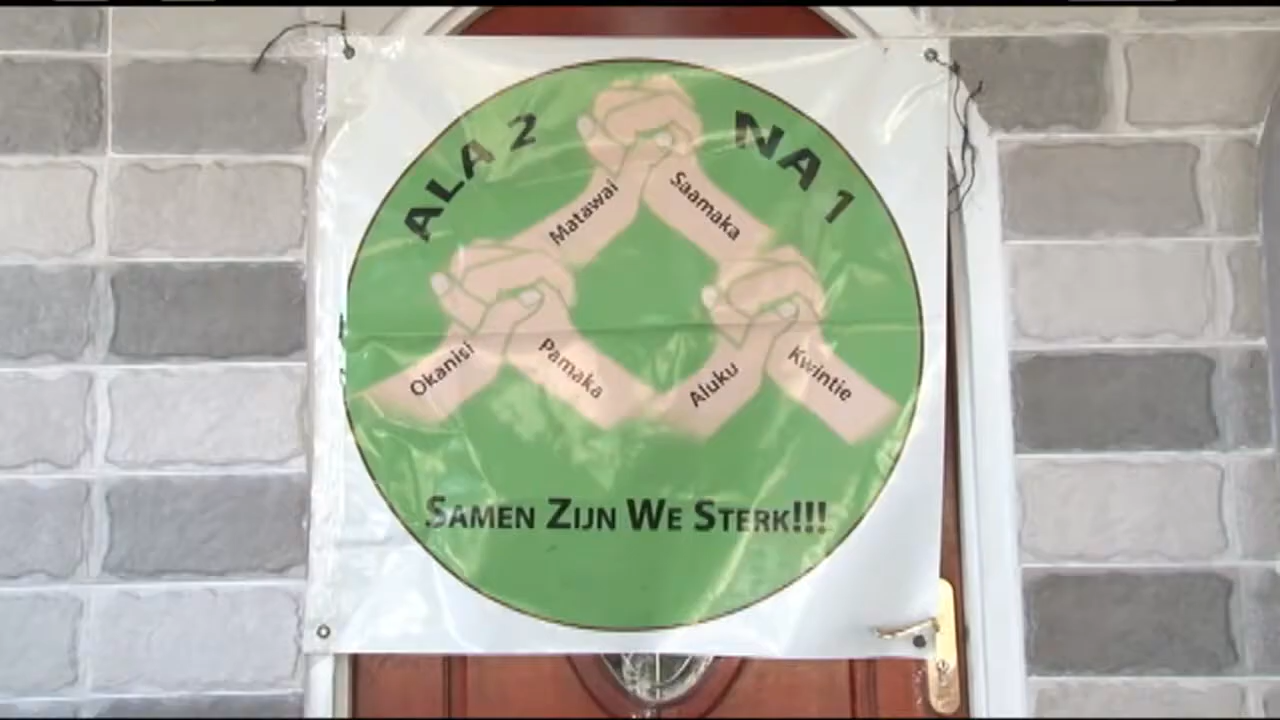 ALA 2 NA 1
Matawai Saamaka
Okanisi Pamaka Aluku Kwintie
SAMEN ZIJN WE STERK!!!